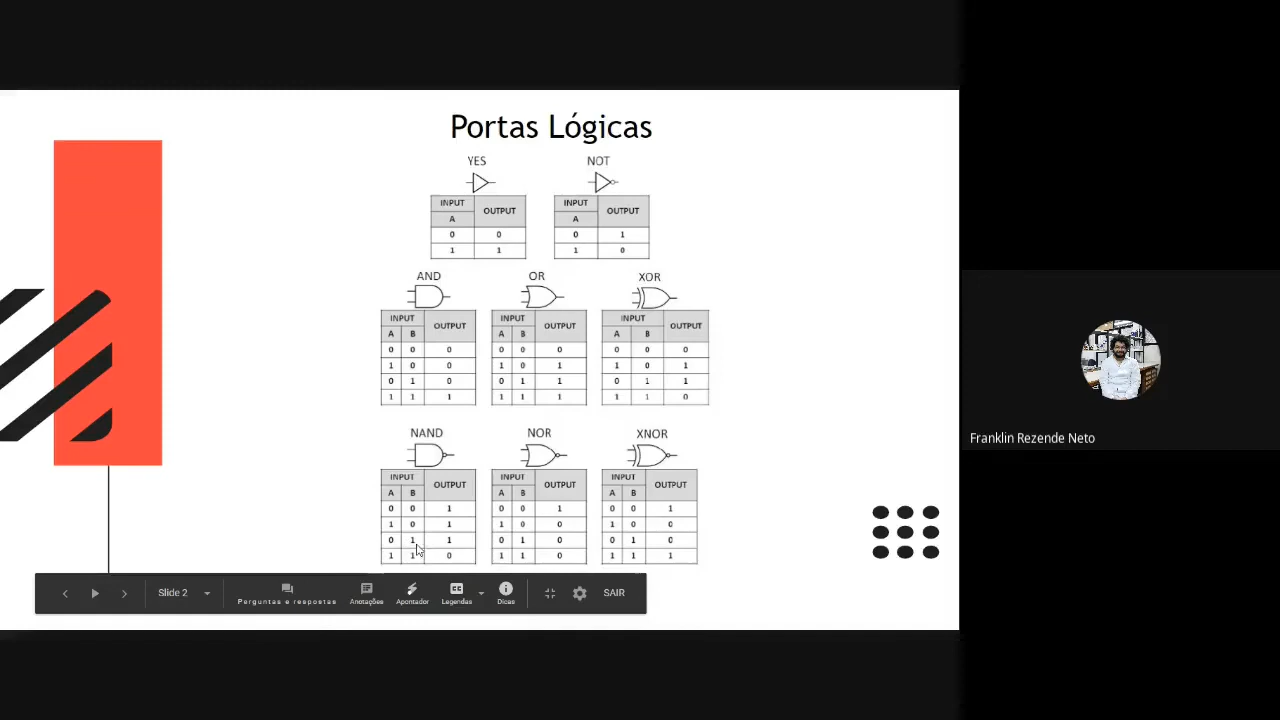 Portas Lógicas
YES NOT
INPUT OUTPUT INPUT OUTPUT
A A
0 0 0 1
1 1 1 0
AND OR XOR
INPUT OUTPUT INPUT OUTPUT INPUT OUTPUT
A B A B A B
0 0 0 0 0 0 0 0 0
1 0 0 1 0 1 1 0 1
0 1 0 0 1 1 0 1 1
1 1 1 1 1 1 1 1 0
NAND NOR XNOR
INPUT OUTPUT INPUT OUTPUT INPUT OUTPUT
A B A B A B
0 0 1 0 0 1 0 0 1
1 0 1 1 0 0 1 0 0
0 1 1 0 1 0 0 1 0
1 1 0 1 1 0 1 1 1
Slide 2 Perguntas e respostas Anotações Apontador Legendas Dicas SAIR
Franklin Rezende Neto